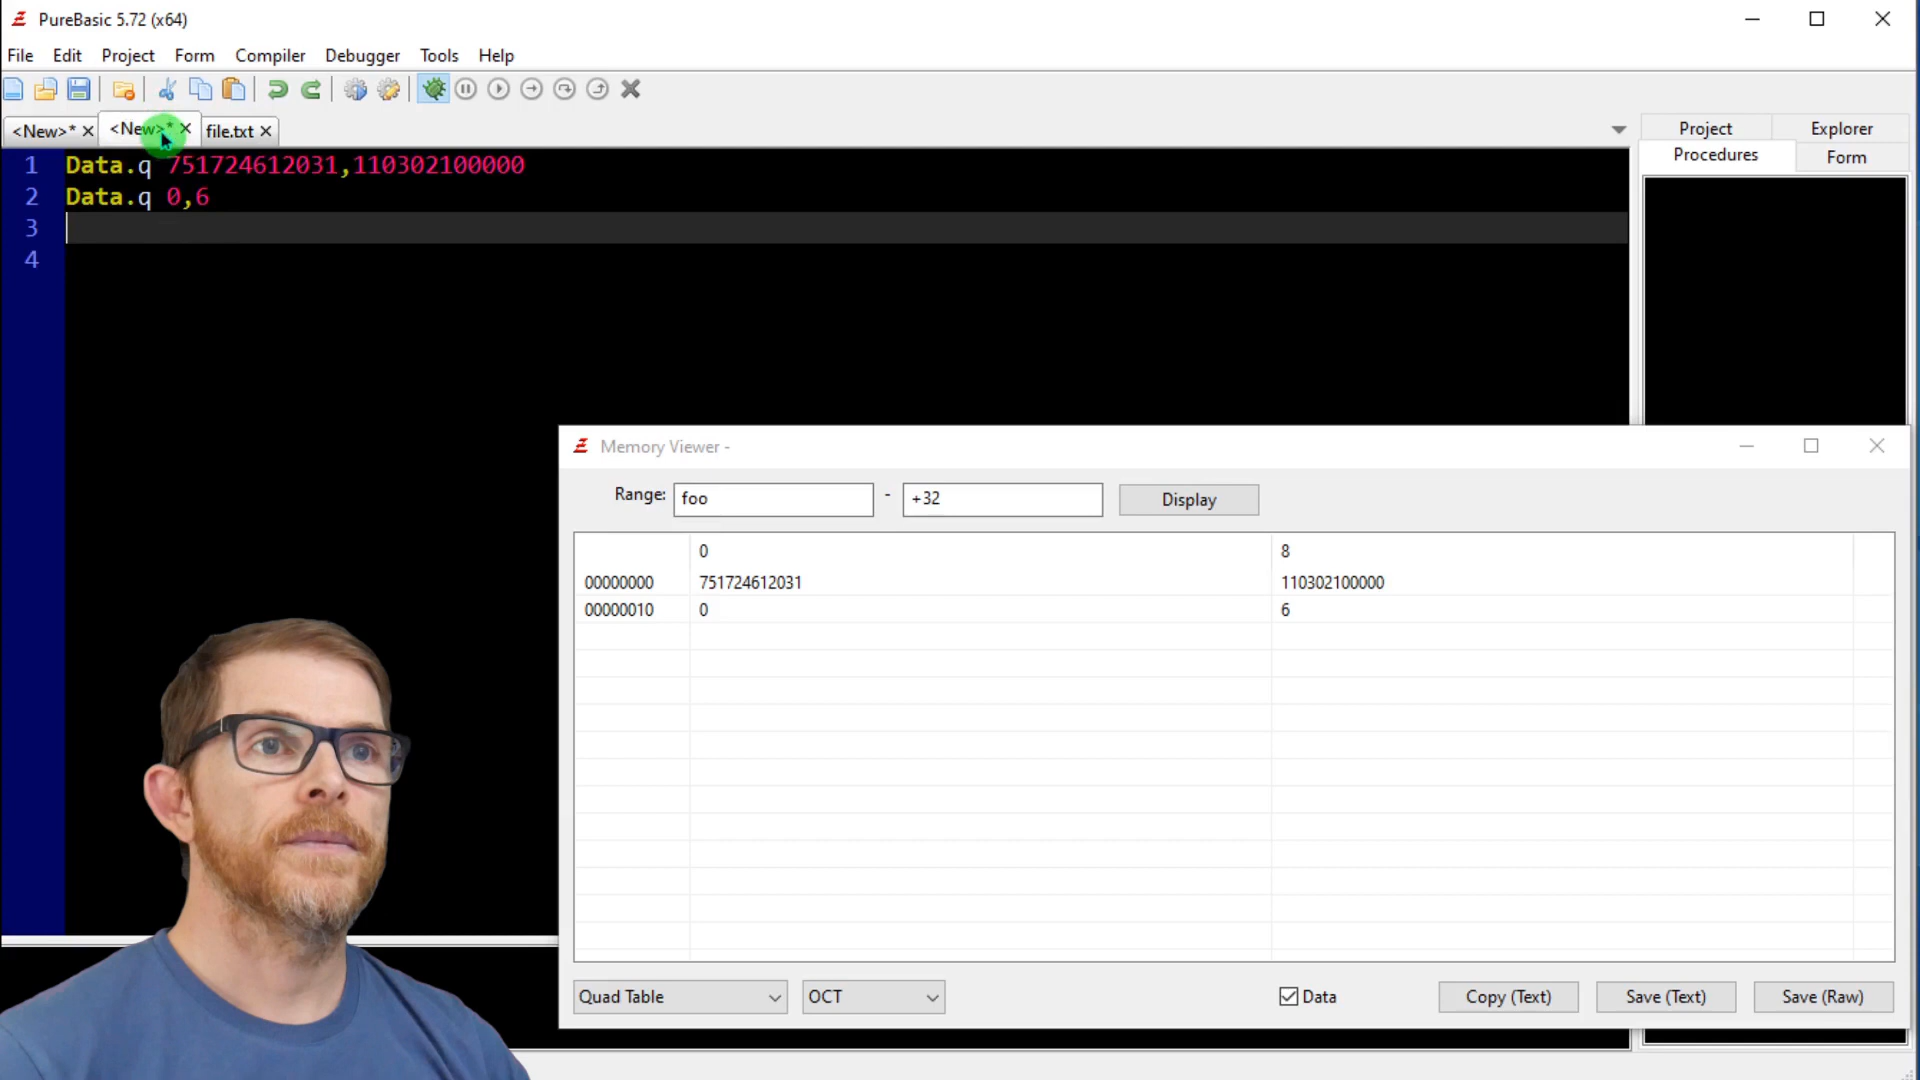 PureBasic 5.72 (x64)
File Edit Project Form Compiler Debugger Tools Help
<New>* <New>* file.txt
Project Explorer
Procedures Form
1 Data.q 751724612031,110302100000
2 Data.q 0,6
3
4
Memory Viewer -
Range: foo - +32 Display
0 8
00000000 751724612031 110302100000
00000010 0 6
Quad Table OCT Data Copy (Text) Save (Text) Save (Raw)